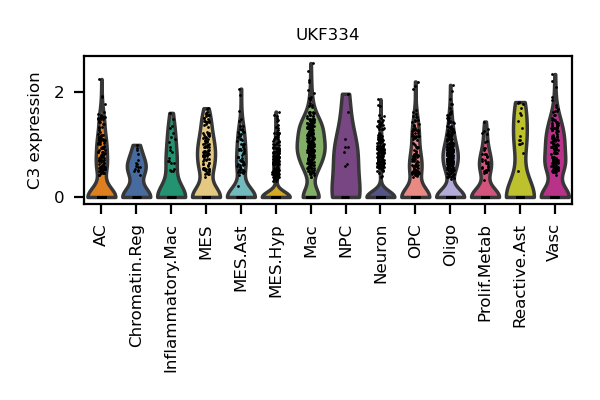 UKF334
C3 expression
2
0
AC
Chromatin.Reg
Inflammatory.Mac
MES
MES.Ast
MES.Hyp
Mac
NPC
Neuron
OPC
Oligo
Prolif.Metab
Reactive.Ast
Vasc